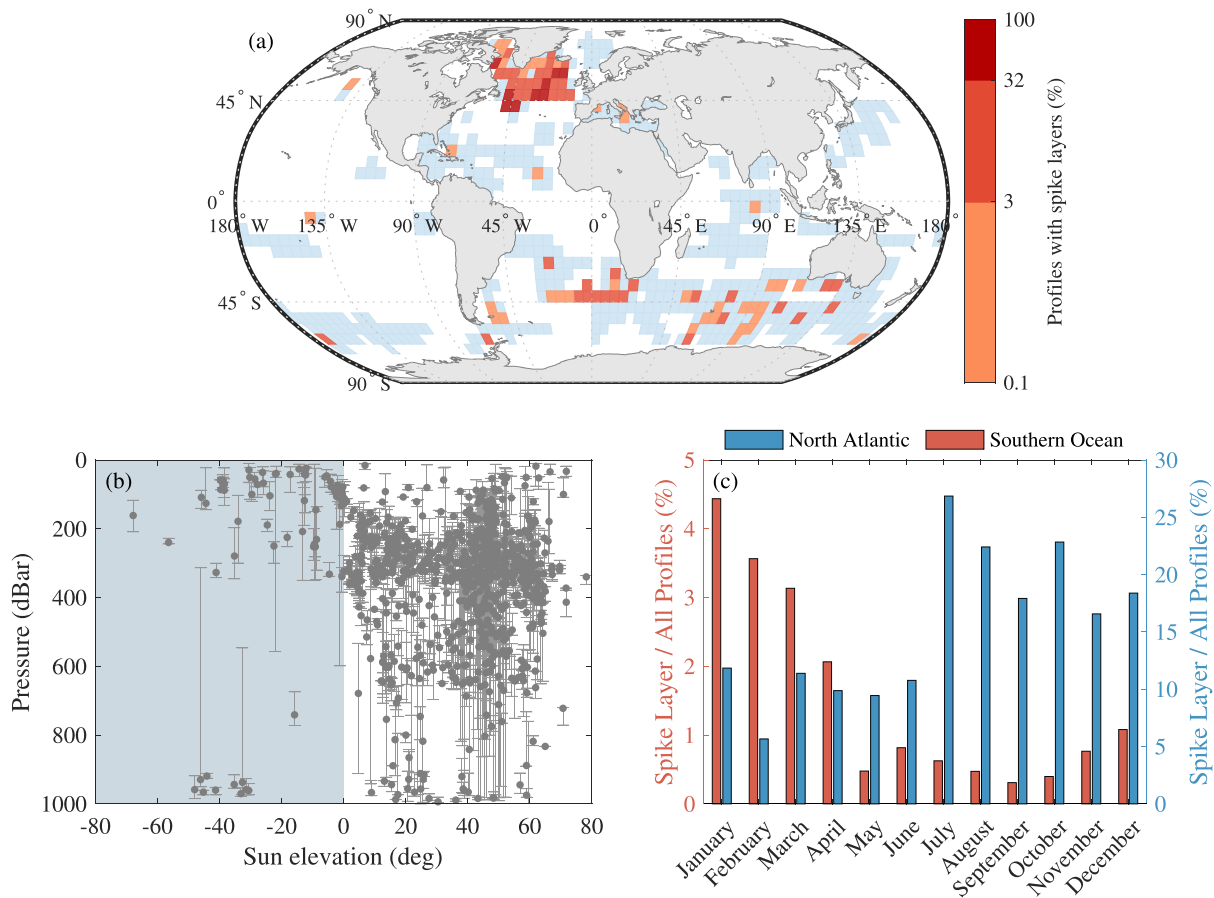 (a)
90° N
45° N
0°
180° W
135° W
90° W
45° W
0°
45° E
90° E
135° E
180°
45° S
90° S
100
32
3
0.1
Profiles with spike layers (%)
(b)
0
200
400
600
800
1000
Pressure (dBar)
-80
-60
-40
-20
0
20
40
60
80
Sun elevation (deg)
North Atlantic
Southern Ocean
(c)
5
4
3
2
1
0
Spike Layer / All Profiles (%)
30
25
20
15
10
5
0
Spike Layer / All Profiles (%)
January
February
March
April
May
June
July
August
September
October
November
December